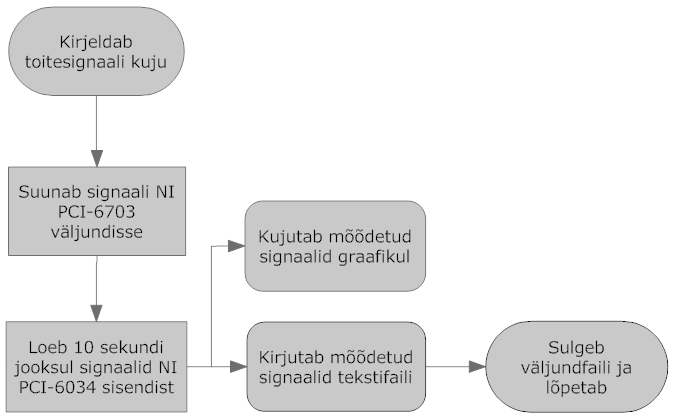 Kirjeldab
toitesignaali kuju
Suunab signaali NI
PCI-6703
väljundisse
Loeb 10 sekundi
jooksul signaalid NI
PCI-6034 sisendist
Kujutab mõõdetud
signaalid graafikul
Kirjutab mõõdetud
signaalid tekstifaili
Sulgeb
väljundfaili ja
lõpetab